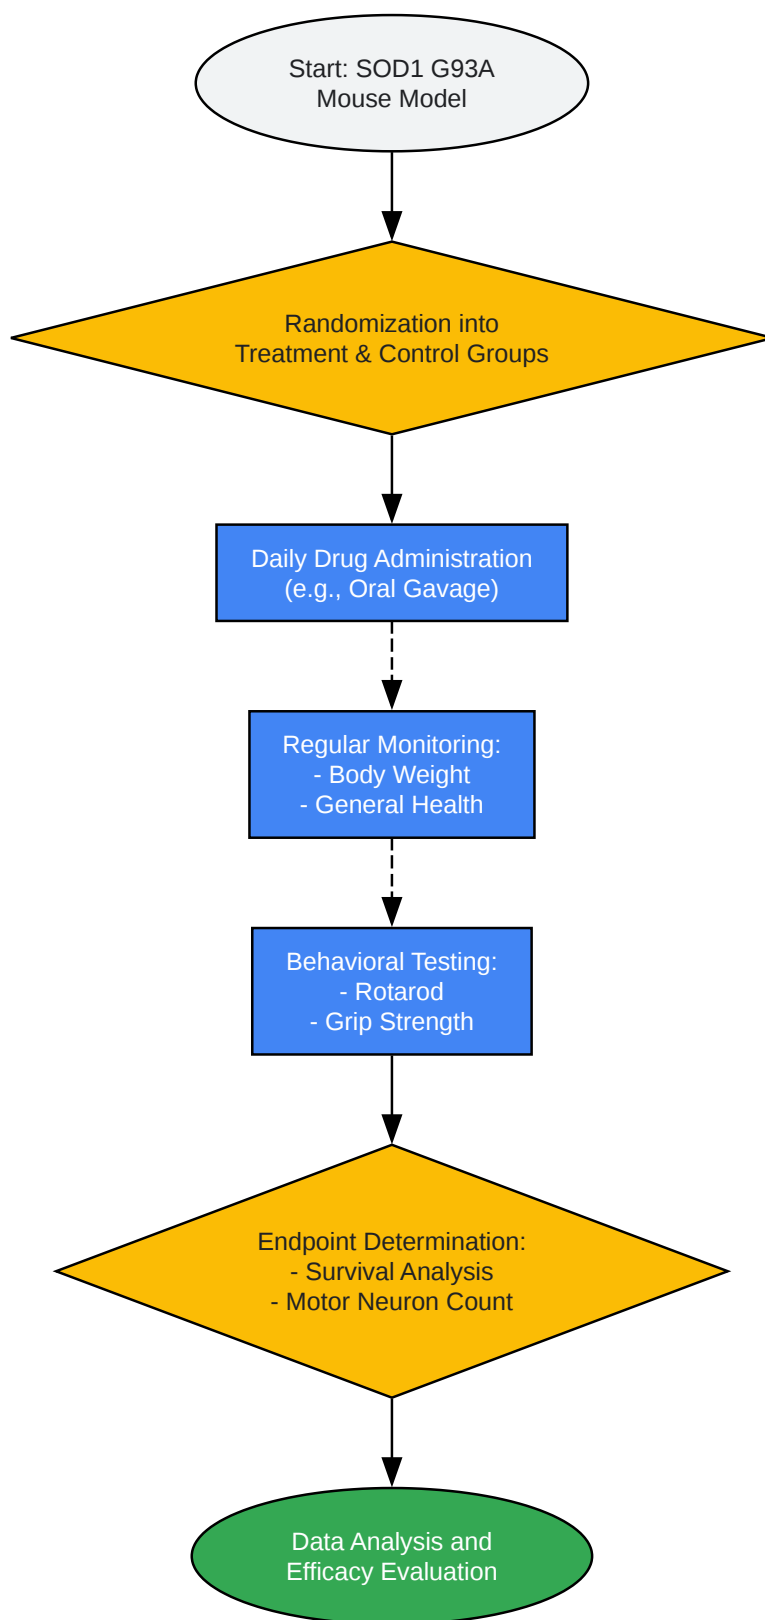 Start: SOD1 G93A
Mouse Model
Randomization into
Treatment & Control Groups
Daily Drug Administration
(e.g., Oral Gavage)
Regular Monitoring:
- Body Weight
- General Health
Behavioral Testing:
- Rotarod
- Grip Strength
Endpoint Determination:
- Survival Analysis
- Motor Neuron Count
Data Analysis and
Efficacy Evaluation